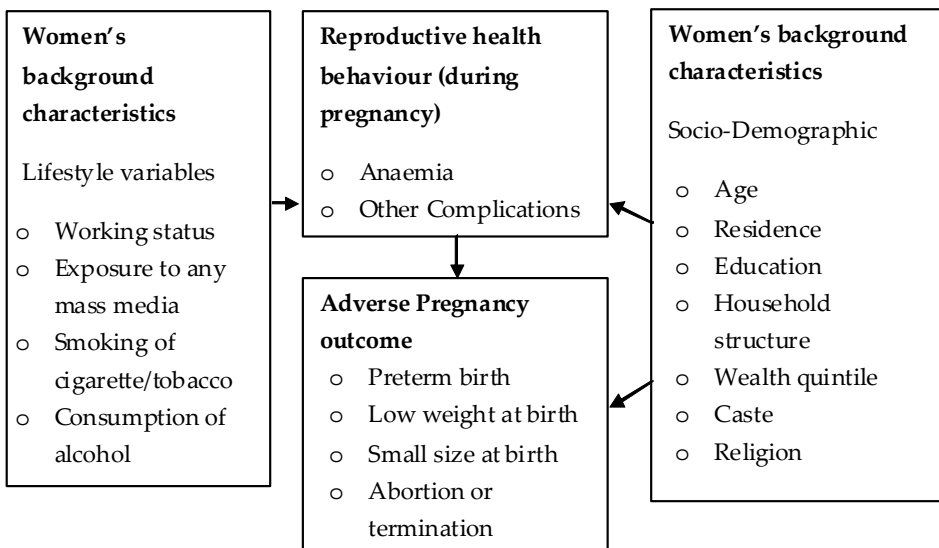 Women's
background
characteristics
Lifestyle variables
o Working status
o Exposure to any
mass media
o Smoking of
cigarette/tobacco
o Consumption of
alcohol
Reproductive health
behaviour (during
pregnancy)
o Anaemia
o Other Complications
Adverse Pregnancy
outcome
o Preterm birth
o Low weight at birth
o Small size at birth
o Abortion or
termination
Women's background
characteristics
Socio-Demographic
o Age
o Residence
o Education
o Household
structure
o Wealth quintile
o Caste
o Religion